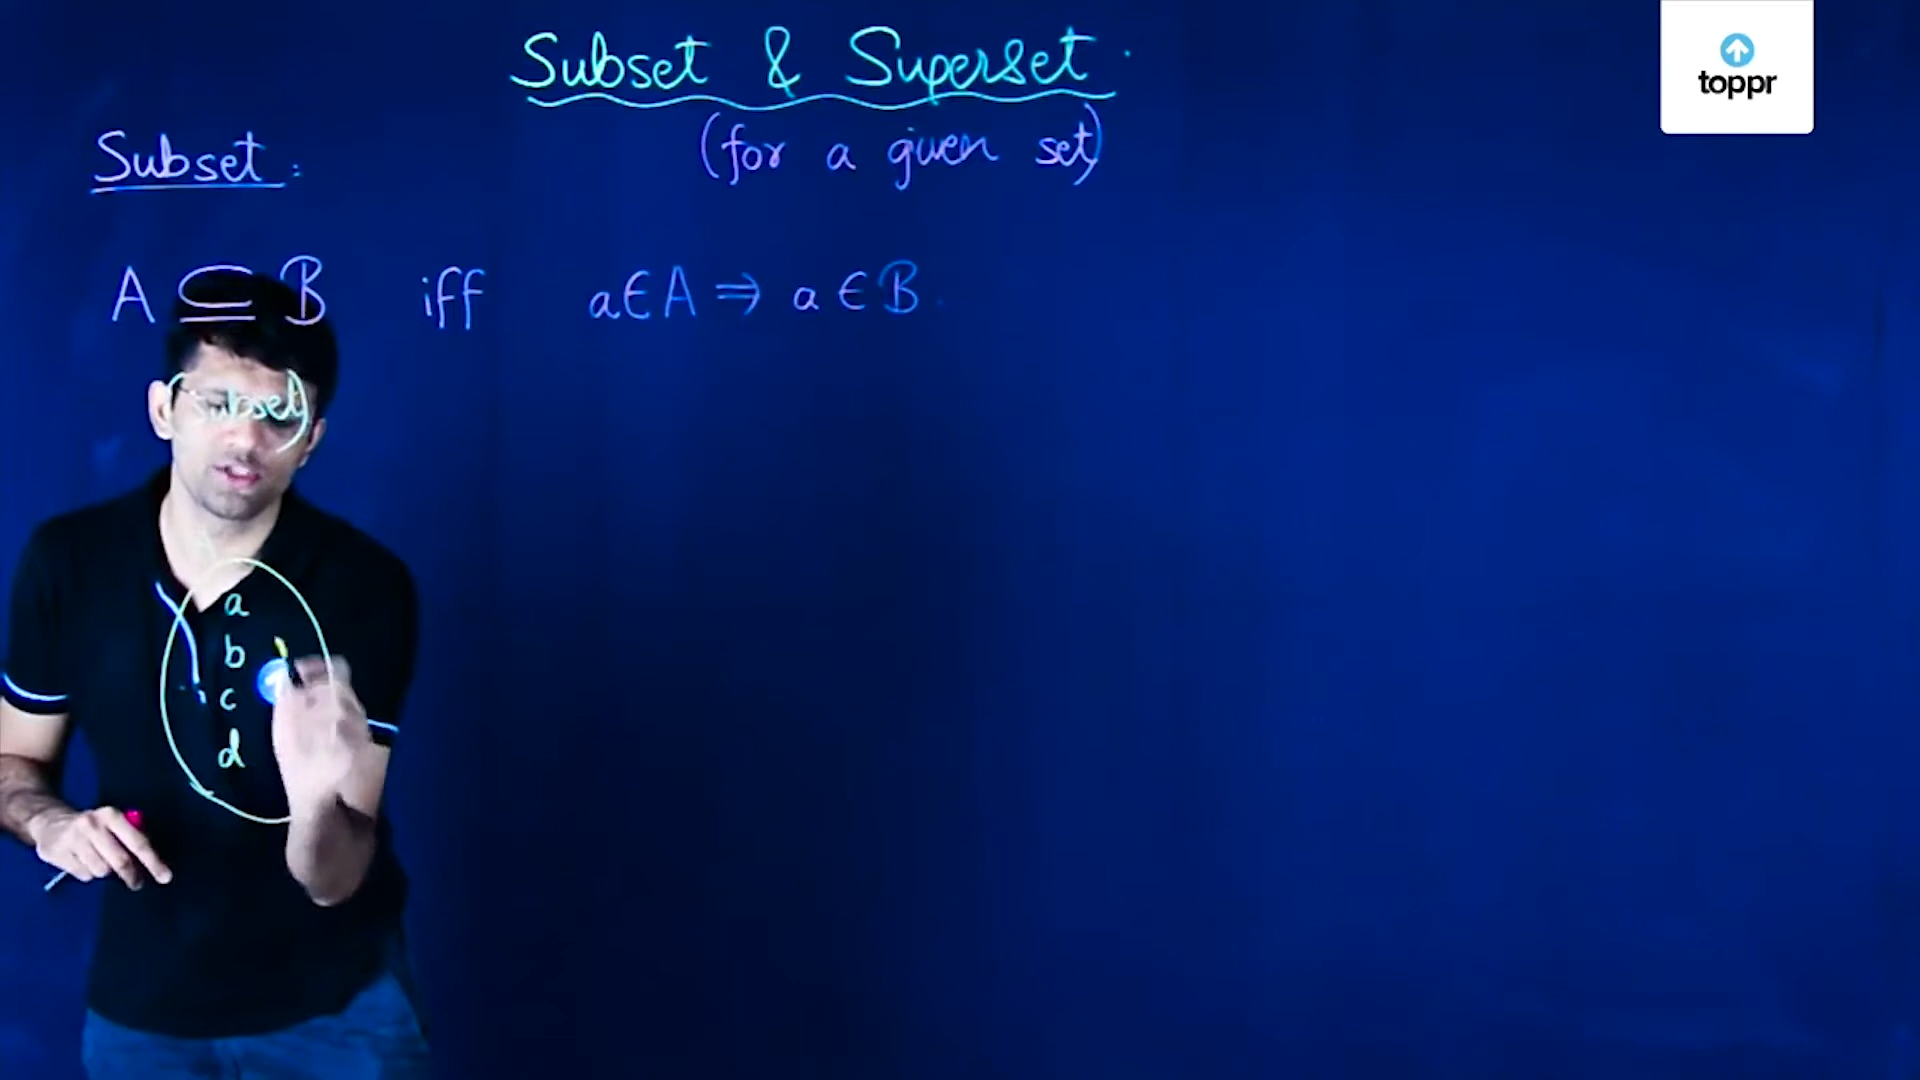 Subset & Superset.
toppr
(for a given set)
Subset:
A ⊆ B iff a∈A ⇒ a∈B.
(Subset)
a
b
c
d